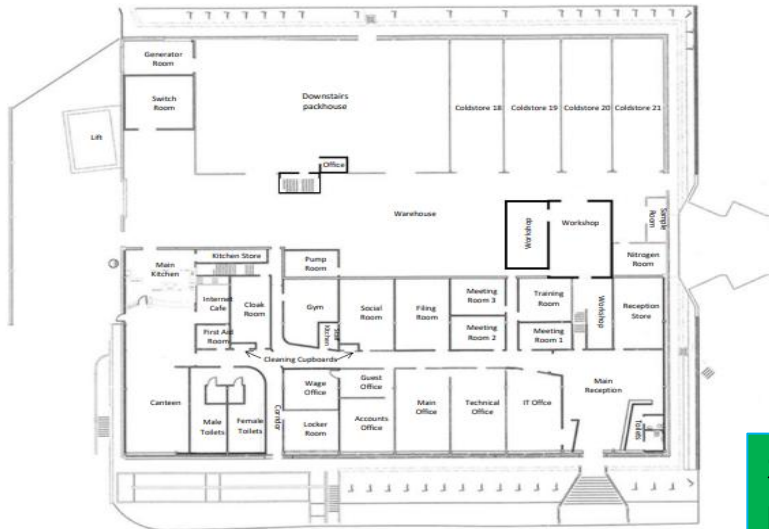 Generator
Room
Switch
Room
Lift
Downstairs
packhouse
Coldstore 18
Coldstore 19
Coldstore 20
Coldstore 21
Office
Warehouse
Workshop
Workshop
Sample
Room
Nitrogen
Room
Main
Kitchen
Kitchen Store
Pump
Room
Internet
Cafe
Cloak
Room
Gym
Staff
Kitchen
Social
Room
Filing
Room
Meeting
Room 3
Meeting
Room 2
Training
Room
Meeting
Room 1
Workshop
Reception
Store
First Aid
Room
Cleaning Cupboards
Canteen
Male
Toilets
Female
Toilets
Corridor
Wage
Office
Locker
Room
Guest
Office
Accounts
Office
Main
Office
Technical
Office
IT Offce
Main
Reception
Toilets